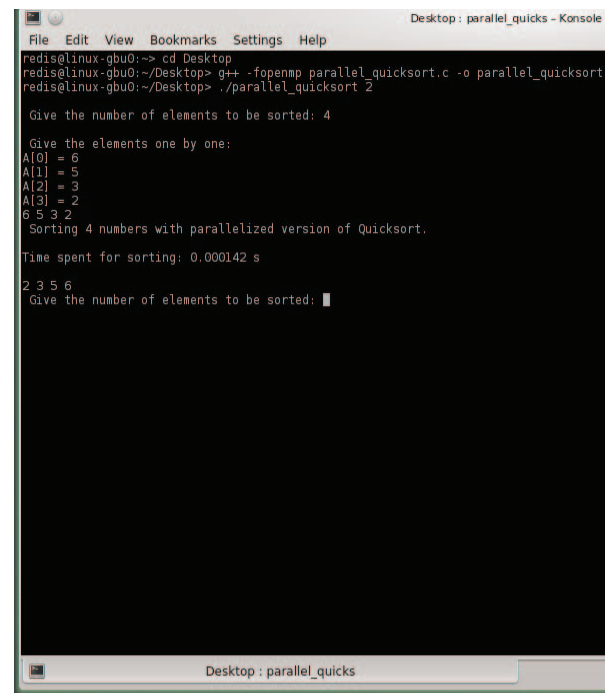 Desktop : parallel_quicks – Konsole
File Edit View Bookmarks Settings Help
redis@linux-gbu0:~> cd Desktop
redis@linux-gbu0:~/Desktop> g++ -fopenmp parallel_quicksort.c -o parallel_quicksort
redis@linux-gbu0:~/Desktop> ./parallel_quicksort 2
Give the number of elements to be sorted: 4
Give the elements one by one:
A[0] = 6
A[1] = 5
A[2] = 3
A[3] = 2
6 5 3 2
Sorting 4 numbers with parallelized version of Quicksort.
Time spent for sorting: 0.000142 s
2 3 5 6
Give the number of elements to be sorted:
Desktop : parallel_quicks